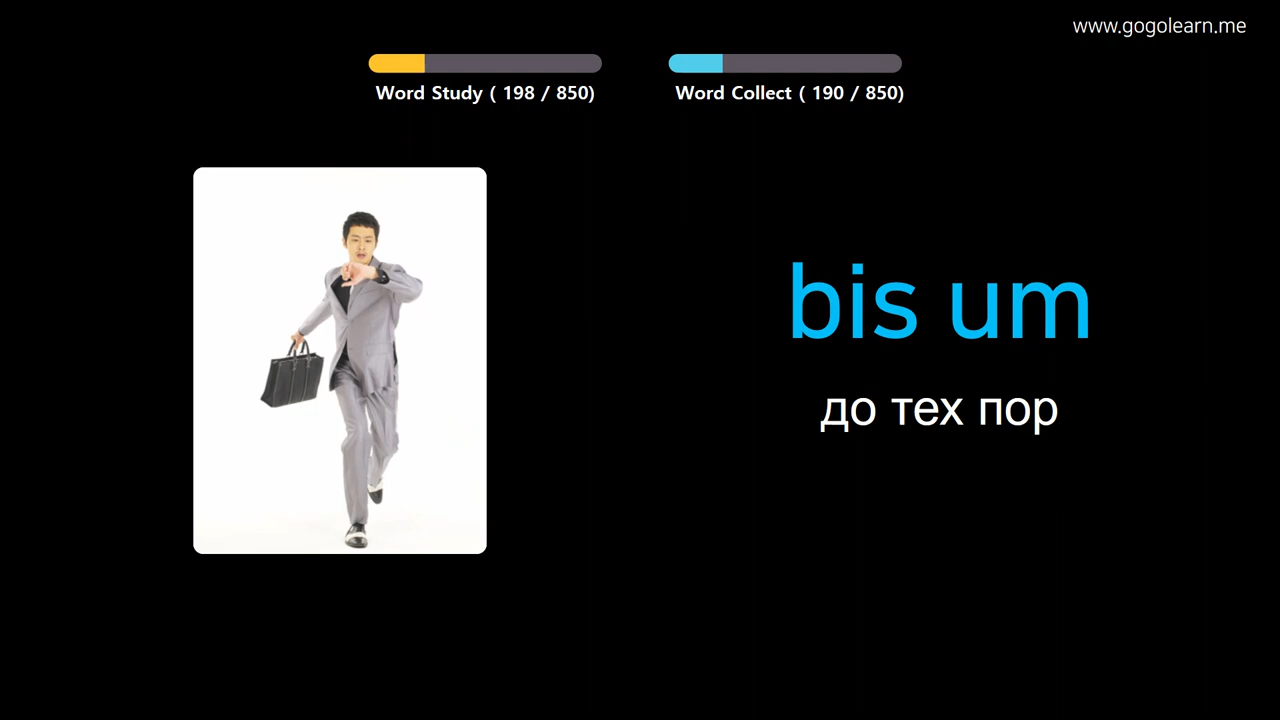 www.gogolearn.me
Word Study ( 198 / 850)
Word Collect ( 190 / 850)
bis um
до тех пор